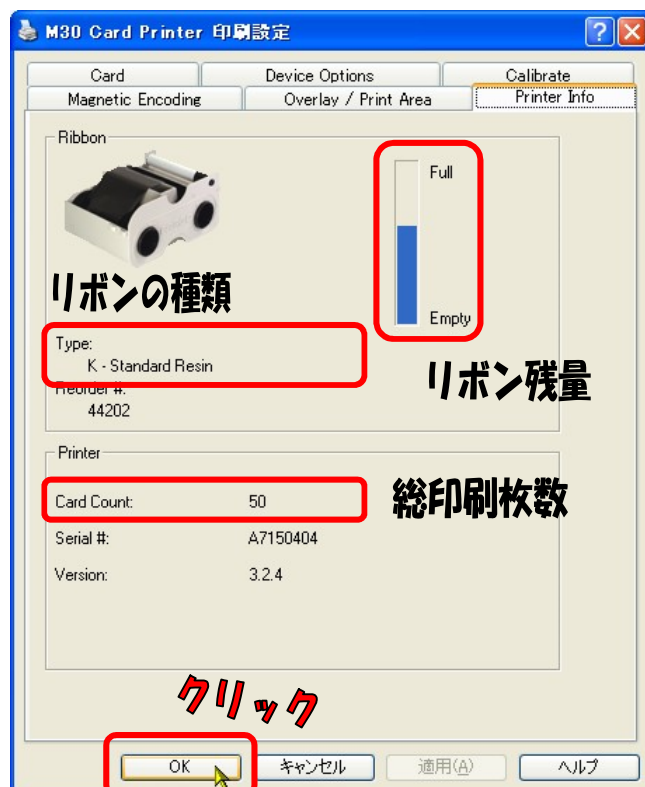 M30 Card Printer 印刷設定
Card
Device Options
Calibrate
Magnetic Encoding
Overlay / Print Area
Printer Info
Ribbon
Full
Empty
リボンの種類
リボン残量
Type:
K - Standard Resin
Reorder #:
44202
Printer
Card Count: 50
総印刷枚数
Serial #: A7150404
Version: 3.2.4
クリック
OK
キャンセル
適用(A)
ヘルプ